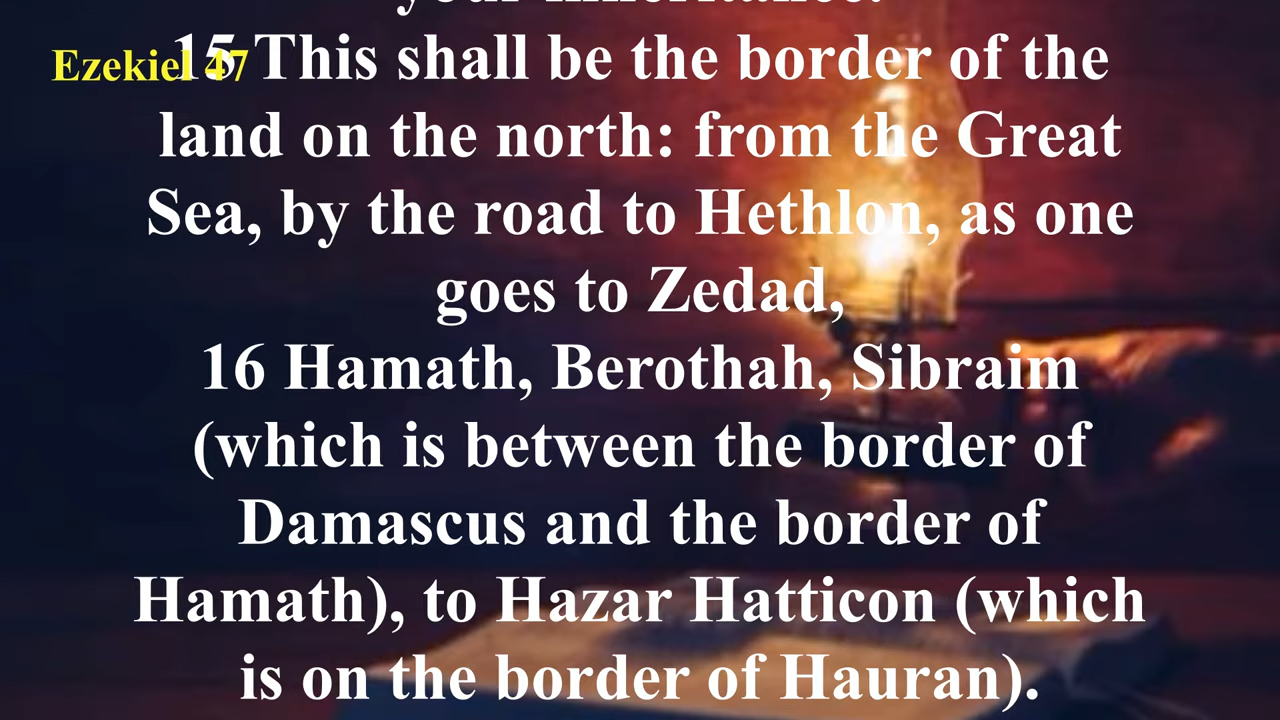 your inheritance.
Ezekiel 47
15 This shall be the border of the
land on the north: from the Great
Sea, by the road to Hethlon, as one
goes to Zedad,
16 Hamath, Berothah, Sibraim
(which is between the border of
Damascus and the border of
Hamath), to Hazar Hatticon (which
is on the border of Hauran).